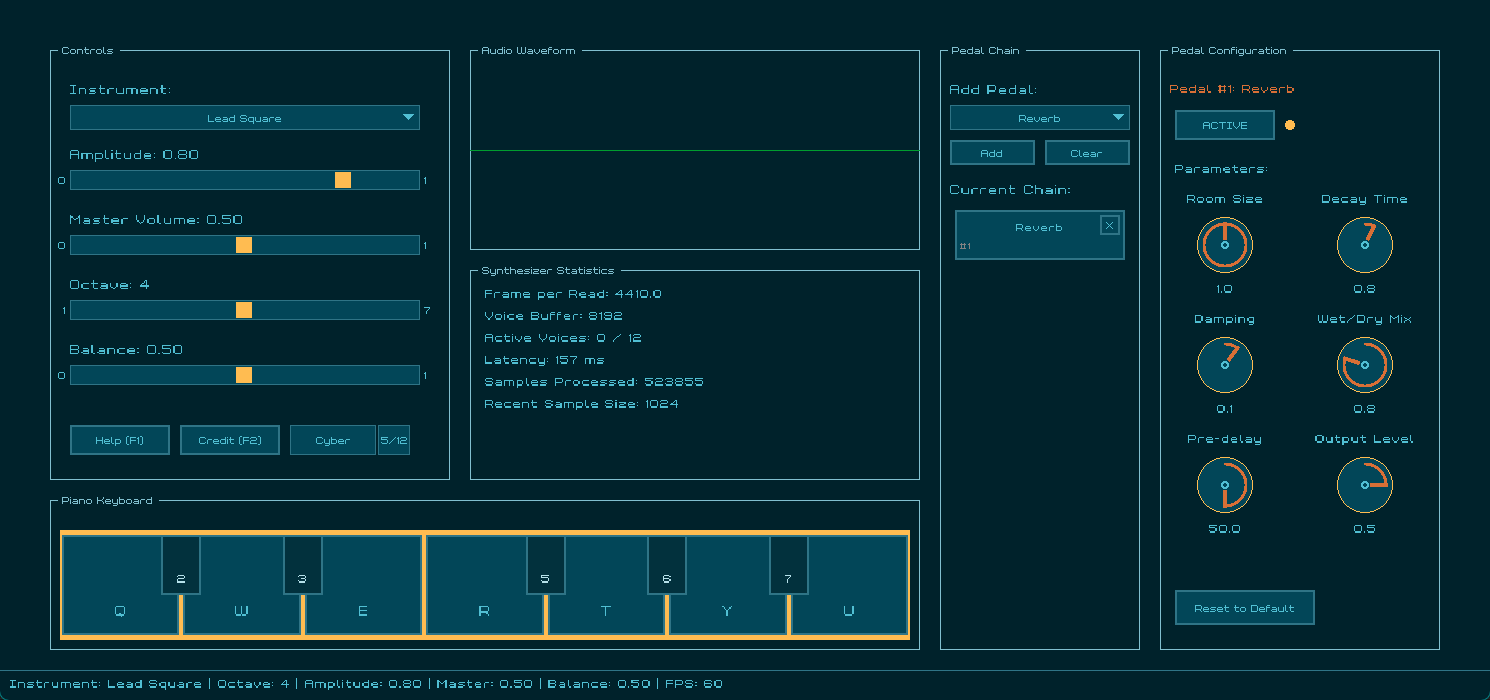 Controls
Instrument:
Lead Square
Amplitude: 0.80
0 1
Master Volume: 0.50
0 1
Octave: 4
1 7
Balance: 0.50
0 1
Help (F1) Credit (F2) Cyber 5/12
Audio Waveform
Synthesizer Statistics
Frame per Read: 4410.0
Voice Buffer: 8192
Active Voices: 0 / 12
Latency: 157 ms
Samples Processed: 523855
Recent Sample Size: 1024
Piano Keyboard
2 3 5 6 7
Q W E R T Y U
Pedal Chain
Add Pedal:
Reverb
Add Clear
Current Chain:
Reverb
#1
Pedal Configuration
Pedal #1: Reverb
ACTIVE
Parameters:
Room Size Decay Time
1.0 0.8
Damping Wet/Dry Mix
0.1 0.8
Pre-delay Output Level
50.0 0.5
Reset to Default
Instrument: Lead Square | Octave: 4 | Amplitude: 0.80 | Master: 0.50 | Balance: 0.50 | FPS: 60